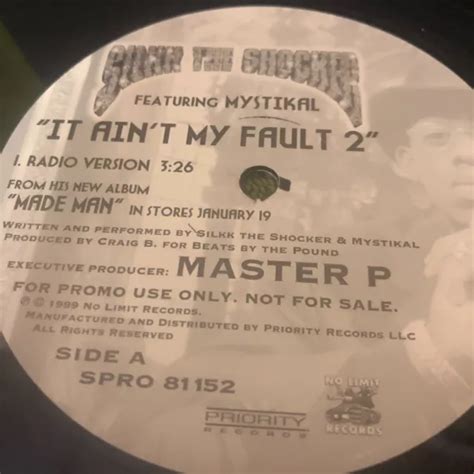 SILKK THE SHOCKER
FEATURING MYSTIKAL
"IT AIN'T MY FAULT 2"
1. RADIO VERSION 3:26
FROM HIS NEW ALBUM
"MADE MAN" IN STORES JANUARY 19
WRITTEN AND PERFORMED BY SILKK THE SHOCKER & MYSTIKAL
PRODUCED BY CRAIG B. FOR BEATS BY THE POUND
EXECUTIVE PRODUCER: MASTER P
FOR PROMO USE ONLY. NOT FOR SALE.
℗ © 1999 NO LIMIT RECORDS.
MANUFACTURED AND DISTRIBUTED BY PRIORITY RECORDS LLC
ALL RIGHTS RESERVED
SIDE A
SPRO 81152
PRIORITY
RECORDS
NO LIMIT
RECORDS